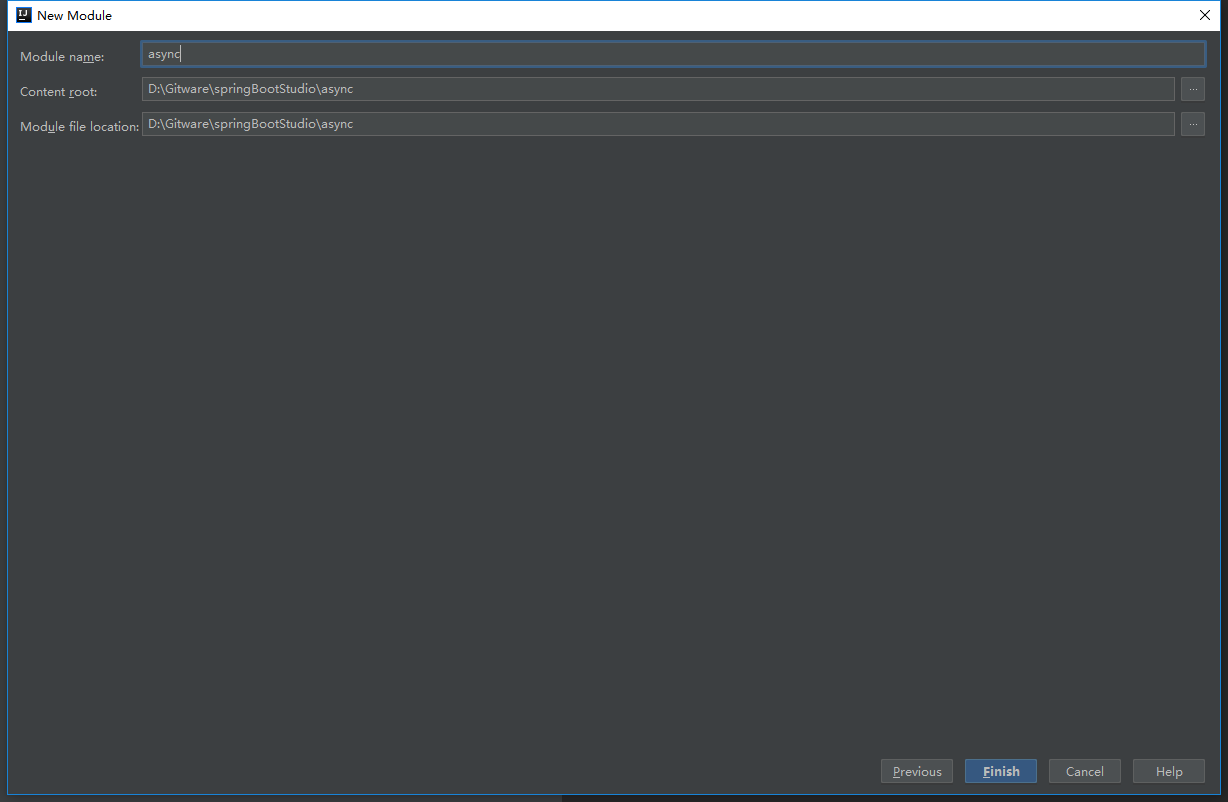 New Module
Module name: async
Content root: D:\Gitware\springBootStudio\async ...
Module file location: D:\Gitware\springBootStudio\async ...
Previous Finish Cancel Help